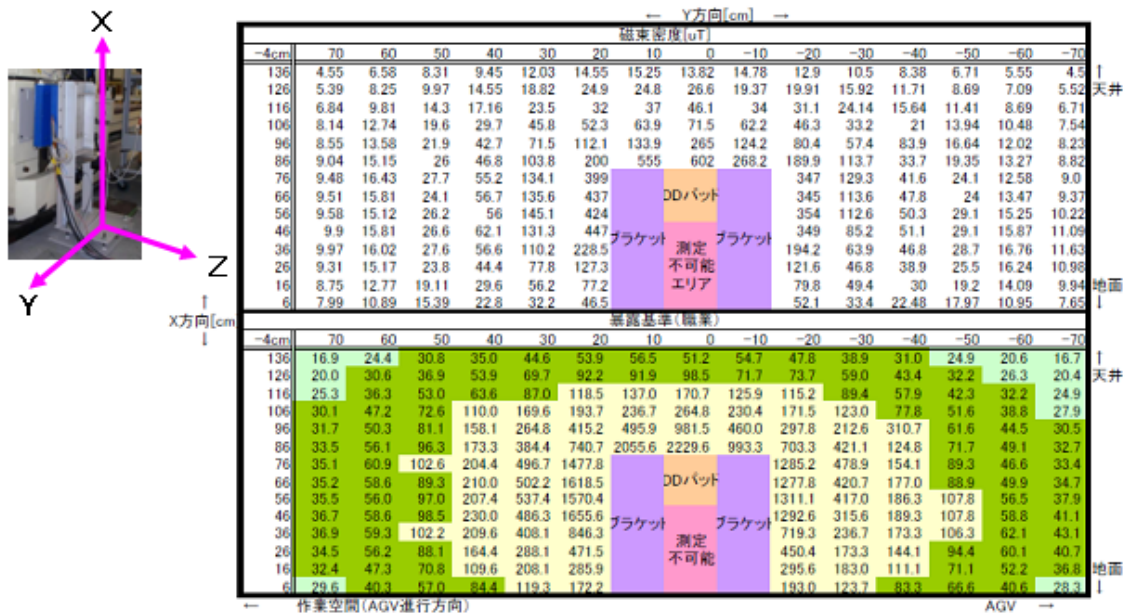 ← Y方向[cm] →
磁束密度[uT]
-4cm 70 60 50 40 30 20 10 0 -10 -20 -30 -40 -50 -60 -70
136 4.55 6.58 8.31 9.45 12.03 14.55 15.25 13.82 14.78 12.9 10.5 8.38 6.71 5.55 4.5 ↑
126 5.39 8.25 9.97 14.55 18.82 24.9 24.8 26.6 19.37 19.91 15.92 11.71 8.69 7.09 5.52 天井
116 6.84 9.81 14.3 17.16 23.5 32 37 46.1 34 31.1 24.14 15.64 11.41 8.69 6.71
106 8.14 12.74 19.6 29.7 45.8 52.3 63.9 71.5 62.2 46.3 33.2 21 13.94 10.48 7.54
96 8.55 13.58 21.9 42.7 71.5 112.1 133.9 265 124.2 80.4 57.4 83.9 16.64 12.02 8.23
86 9.04 15.15 26 46.8 103.8 200 555 602 268.2 189.9 113.7 33.7 19.35 13.27 8.82
76 9.48 16.43 27.7 55.2 134.1 399 347 129.3 41.6 24.1 12.58 9.0
66 9.51 15.81 24.1 56.7 135.6 437 DDパッド 345 113.6 47.8 24 13.47 9.37
56 9.58 15.12 26.2 56 145.1 424 354 112.6 50.3 29.1 15.25 10.22
46 9.9 15.81 26.6 62.1 131.3 447 ブラケット 測定 ブラケット 349 85.2 51.1 29.1 15.87 11.09
36 9.97 16.02 27.6 56.6 110.2 228.5 194.2 63.9 46.8 28.7 16.76 11.63
26 9.31 15.17 23.8 44.4 77.8 127.3 不可能 121.6 46.8 38.9 25.5 16.24 10.98
16 8.75 12.77 19.11 29.6 56.2 77.2 エリア 79.8 49.4 30 19.2 14.09 9.94 地面
6 7.99 10.89 15.39 22.8 32.2 46.5 52.1 33.4 22.48 17.97 10.95 7.65 ↓
X
Z
Y
↑
X方向[cm
↓
暴露基準(職業)
-4cm 70 60 50 40 30 20 10 0 -10 -20 -30 -40 -50 -60 -70
136 16.9 24.4 30.8 35.0 44.6 53.9 56.5 51.2 54.7 47.8 38.9 31.0 24.9 20.6 16.7 ↑
126 20.0 30.6 36.9 53.9 69.7 92.2 91.9 98.5 71.7 73.7 59.0 43.4 32.2 26.3 20.4 天井
116 25.3 36.3 53.0 63.6 87.0 118.5 137.0 170.7 125.9 115.2 89.4 57.9 42.3 32.2 24.9
106 30.1 47.2 72.6 110.0 169.6 193.7 236.7 264.8 230.4 171.5 123.0 77.8 51.6 38.8 27.9
96 31.7 50.3 81.1 158.1 264.8 415.2 495.9 981.5 460.0 297.8 212.6 310.7 61.6 44.5 30.5
86 33.5 56.1 96.3 173.3 384.4 740.7 2055.6 2229.6 993.3 703.3 421.1 124.8 71.7 49.1 32.7
76 35.1 60.9 102.6 204.4 496.7 1477.8 1285.2 478.9 154.1 89.3 46.6 33.4
66 35.2 58.6 89.3 210.0 502.2 1618.5 DDパッド 1277.8 420.7 177.0 88.9 49.9 34.7
56 35.5 56.0 97.0 207.4 537.4 1570.4 1311.1 417.0 186.3 107.8 56.5 37.9
46 36.7 58.6 98.5 230.0 486.3 1655.6 ブラケット ブラケット 1292.6 315.6 189.3 107.8 58.8 41.1
36 36.9 59.3 102.2 209.6 408.1 846.3 測定 719.3 236.7 173.3 106.3 62.1 43.1
26 34.5 56.2 88.1 164.4 288.1 471.5 不可能 450.4 173.3 144.1 94.4 60.1 40.7
16 32.4 47.3 70.8 109.6 208.1 285.9 295.6 183.0 111.1 71.1 52.2 36.8 地面
6 29.6 40.3 57.0 84.4 119.3 172.2 193.0 123.7 83.3 66.6 40.6 28.3 ↓
← 作業空間(AGV進行方向) AGV →